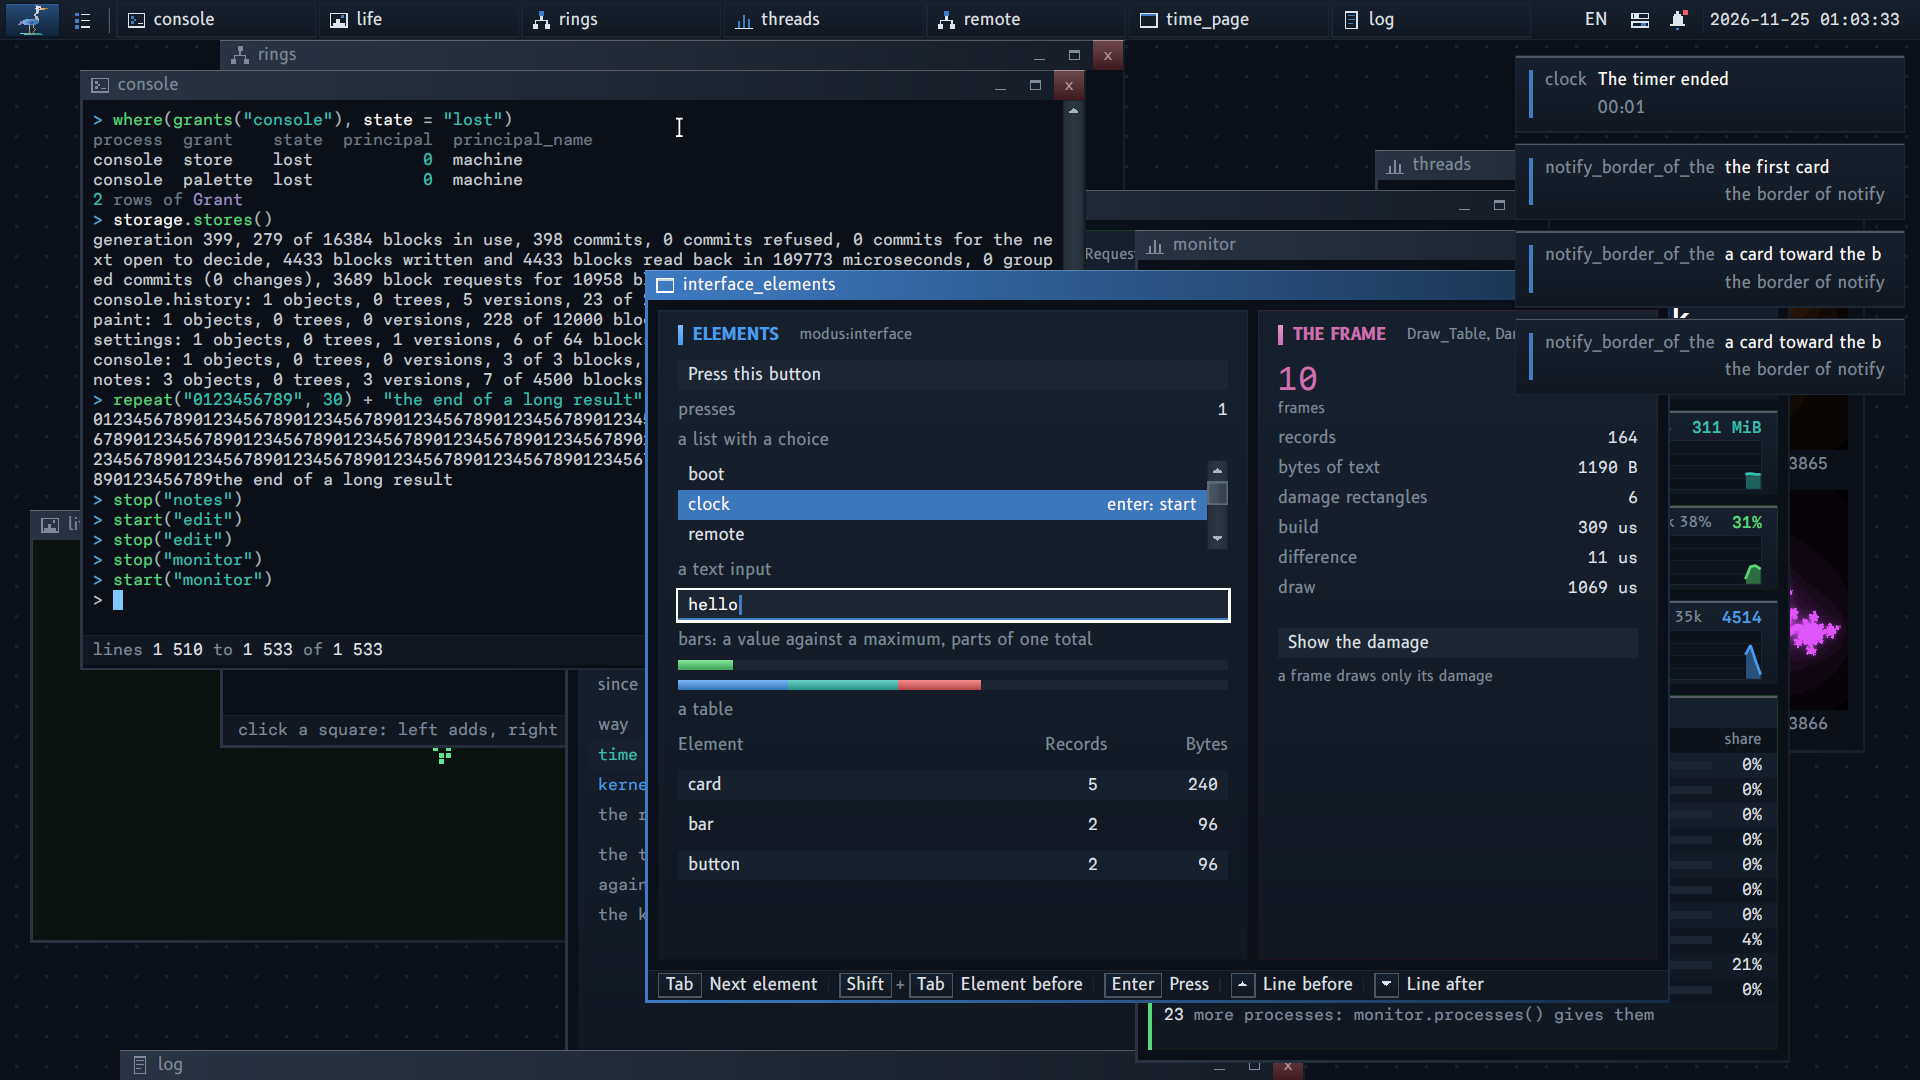 console
life
rings
threads
remote
time_page
log
EN
2026-11-25 01:03:33
rings
x
console
x
> where(grants("console"), state = "lost")
process grant state principal principal_name
console store lost 0 machine
console palette lost 0 machine
2 rows of Grant
> storage.stores()
generation 399, 279 of 16384 blocks in use, 398 commits, 0 commits refused, 0 commits for the ne
xt open to decide, 4433 blocks written and 4433 blocks read back in 109773 microseconds, 0 group
ed commits (0 changes), 3689 block requests for 10958 b
console.history: 1 objects, 0 trees, 5 versions, 23 of
paint: 1 objects, 0 trees, 0 versions, 228 of 12000 blo
settings: 1 objects, 0 trees, 1 versions, 6 of 64 blocks
console: 1 objects, 0 trees, 0 versions, 3 of 3 blocks,
notes: 3 objects, 0 trees, 3 versions, 7 of 4500 blocks
> repeat("0123456789", 30) + "the end of a long result"
0123456789012345678901234567890123456789012345678901234
6789012345678901234567890123456789012345678901234567890
2345678901234567890123456789012345678901234567890123456
890123456789the end of a long result
> stop("notes")
> start("edit")
> stop("edit")
> stop("monitor")
> start("monitor")
>
lines 1 510 to 1 533 of 1 533
clock The timer ended
00:01
notify_border_of_the the first card
the border of notify
notify_border_of_the a card toward the b
the border of notify
notify_border_of_the a card toward the b
the border of notify
threads
Reques
monitor
interface_elements
ELEMENTS modus:interface
Press this button
presses 1
a list with a choice
boot
clock enter: start
remote
a text input
hello
bars: a value against a maximum, parts of one total
a table
Element Records Bytes
card 5 240
bar 2 96
button 2 96
THE FRAME Draw_Table, Da
10
frames
records 164
bytes of text 1190 B
damage rectangles 6
build 309 us
difference 11 us
draw 1069 us
Show the damage
a frame draws only its damage
Tab Next element Shift + Tab Element before Enter Press Line before Line after
311 MiB
3865
k 38% 31%
35k 4514
3866
share
0%
0%
0%
0%
0%
0%
0%
4%
21%
0%
23 more processes: monitor.processes() gives them
li
click a square: left adds, right
since
way
time
kerne
the
the t
again
the k
log
x